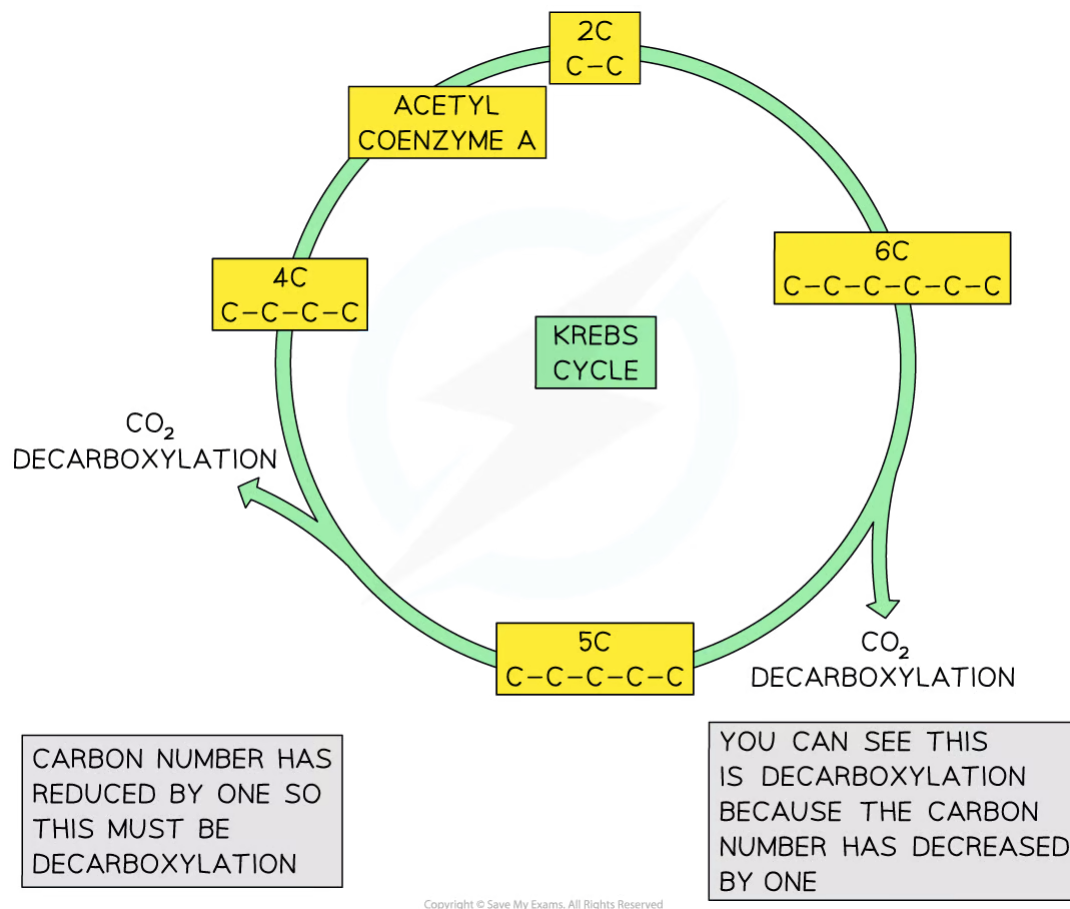 2C
C-C
ACETYL
COENZYME A
4C
C-C-C-C
6C
C-C-C-C-C-C
KREBS
CYCLE
CO₂
DECARBOXYLATION
5C
C-C-C-C-C
CO₂
DECARBOXYLATION
CARBON NUMBER HAS
REDUCED BY ONE SO
THIS MUST BE
DECARBOXYLATION
YOU CAN SEE THIS
IS DECARBOXYLATION
BECAUSE THE CARBON
NUMBER HAS DECREASED
BY ONE
Copyright © Save My Exams. All Rights Reserved